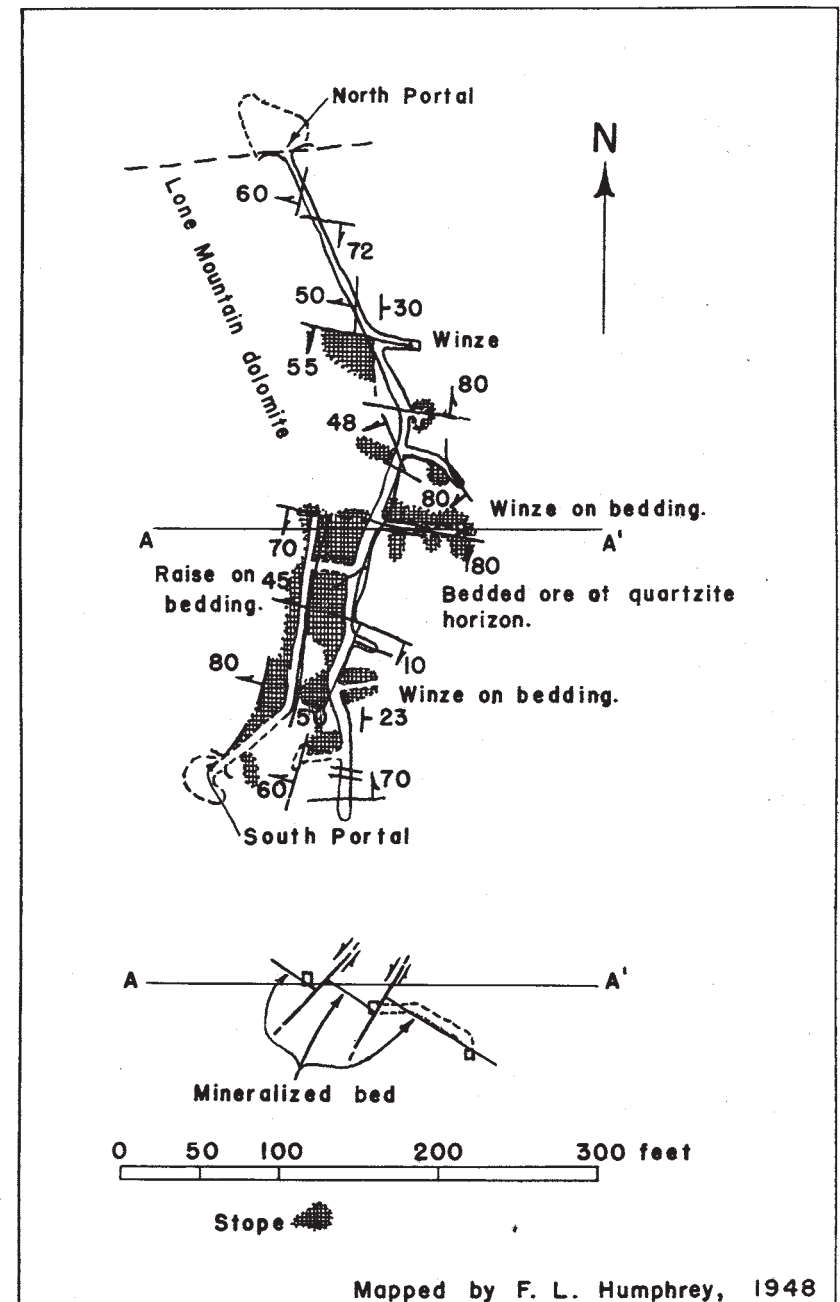 North Portal
N
60
Lone Mountain dolomite
72
50
30
Winze
55
80
48
80
Winze on bedding.
A
A'
70
80
Raise on
bedding.
45
Bedded ore at quartzite
horizon.
10
80
Winze on bedding.
50
23
60
70
South Portal
A
A'
Mineralized bed
0 50 100 200 300 feet
Stope
Mapped by F. L. Humphrey, 1948